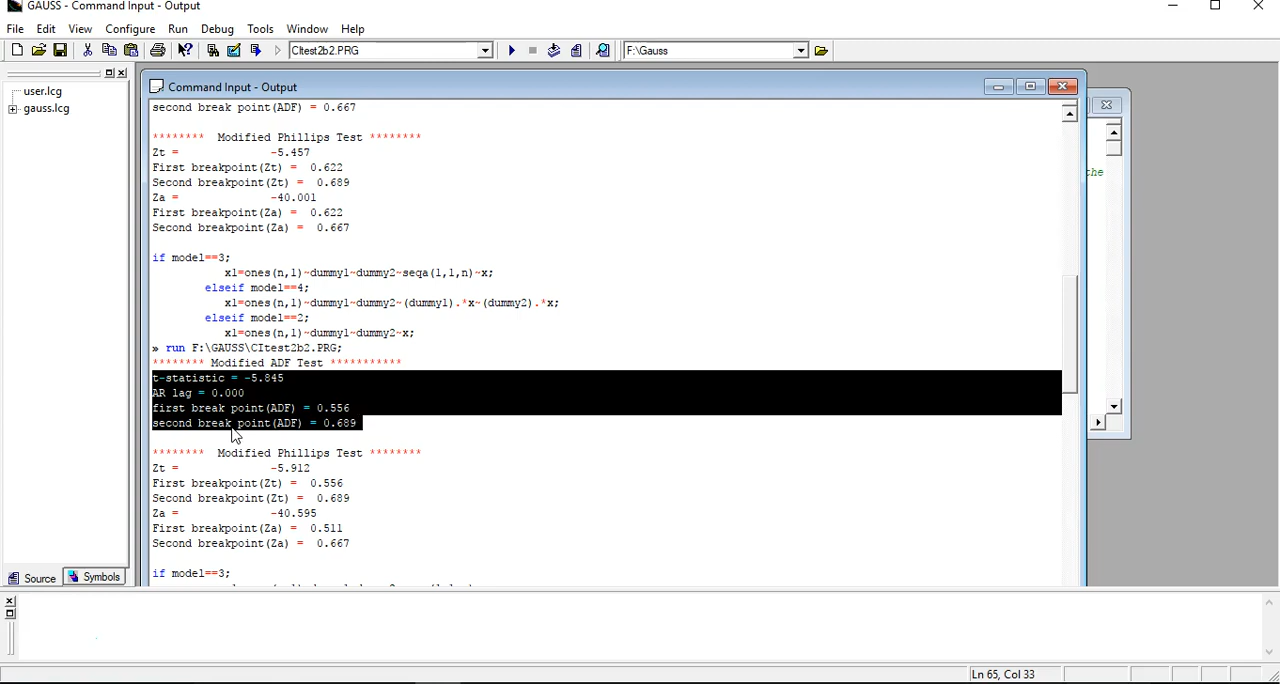 GAUSS - Command Input - Output
File Edit View Configure Run Debug Tools Window Help
CItest2b2.PRG F:\Gauss
user.lcg
gauss.lcg
Command Input - Output
second break point(ADF) = 0.667
******** Modified Phillips Test ********
Zt = -5.457
First breakpoint(Zt) = 0.622
Second breakpoint(Zt) = 0.689
Za = -40.001
First breakpoint(Za) = 0.622
Second breakpoint(Za) = 0.667
if model==3;
x1=ones(n,1)~dummy1~dummy2~seqa(1,1,n)~x;
elseif model==4;
x1=ones(n,1)~dummy1~dummy2~(dummy1).*x~(dummy2).*x;
elseif model==2;
x1=ones(n,1)~dummy1~dummy2~x;
» run F:\GAUSS\CItest2b2.PRG;
******** Modified ADF Test ***********
t-statistic = -5.845
AR lag = 0.000
first break point(ADF) = 0.556
second break point(ADF) = 0.689
******** Modified Phillips Test ********
Zt = -5.912
First breakpoint(Zt) = 0.556
Second breakpoint(Zt) = 0.689
Za = -40.595
First breakpoint(Za) = 0.511
Second breakpoint(Za) = 0.667
if model==3;
the
Source Symbols
Ln 65, Col 33